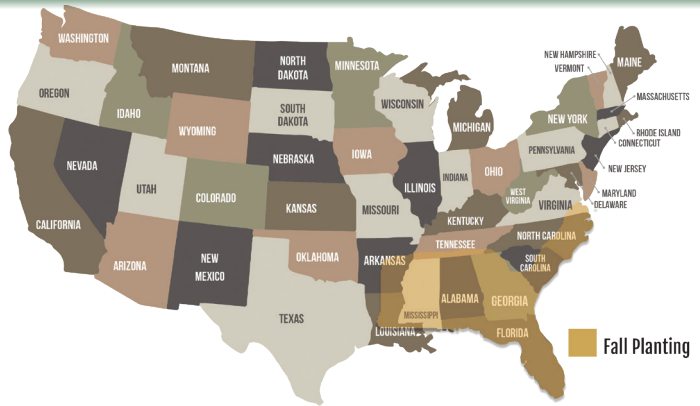 WASHINGTON
OREGON
CALIFORNIA
NEVADA
IDAHO
MONTANA
WYOMING
UTAH
COLORADO
ARIZONA
NEW
MEXICO
NORTH
DAKOTA
SOUTH
DAKOTA
NEBRASKA
KANSAS
OKLAHOMA
TEXAS
MINNESOTA
IOWA
MISSOURI
ARKANSAS
LOUISIANA
WISCONSIN
ILLINOIS
MICHIGAN
INDIANA
OHIO
KENTUCKY
TENNESSEE
MISSISSIPPI
ALABAMA
GEORGIA
FLORIDA
SOUTH
CAROLINA
NORTH CAROLINA
VIRGINIA
WEST
VIRGINIA
PENNSYLVANIA
NEW YORK
NEW HAMPSHIRE
VERMONT
MAINE
MASSACHUSETTS
RHODE ISLAND
CONNECTICUT
NEW JERSEY
MARYLAND
DELAWARE
Fall Planting